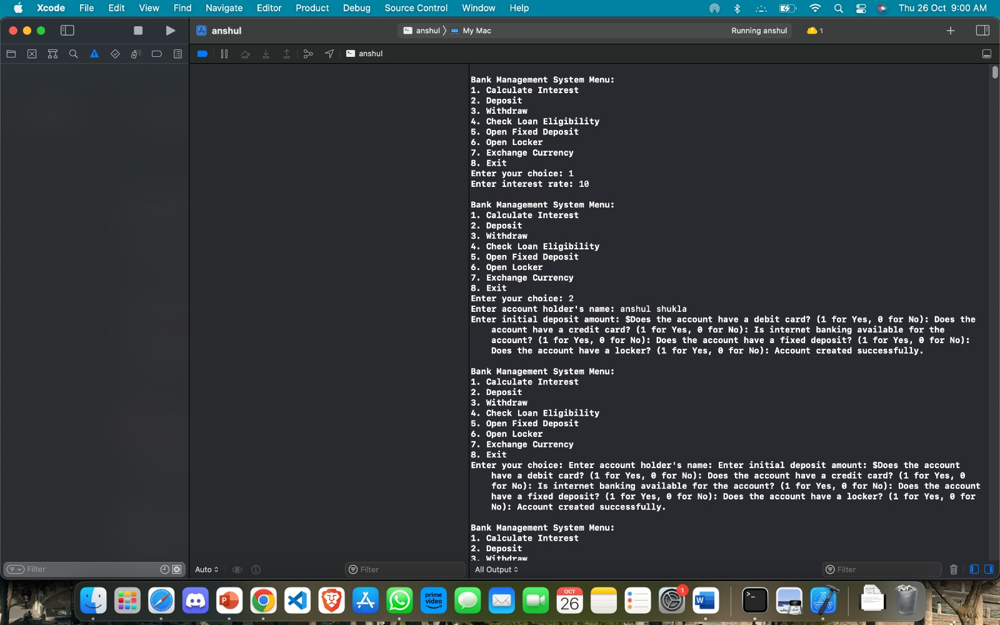 Xcode File Edit View Find Navigate Editor Product Debug Source Control Window Help Thu 26 Oct 9:00 AM
anshul anshul My Mac Running anshul 1
anshul
Bank Management System Menu:
1. Calculate Interest
2. Deposit
3. Withdraw
4. Check Loan Eligibility
5. Open Fixed Deposit
6. Open Locker
7. Exchange Currency
8. Exit
Enter your choice: 1
Enter interest rate: 10
Bank Management System Menu:
1. Calculate Interest
2. Deposit
3. Withdraw
4. Check Loan Eligibility
5. Open Fixed Deposit
6. Open Locker
7. Exchange Currency
8. Exit
Enter your choice: 2
Enter account holder's name: anshul shukla
Enter initial deposit amount: $Does the account have a debit card? (1 for Yes, 0 for No): Does the
account have a credit card? (1 for Yes, 0 for No): Is internet banking available for the
account? (1 for Yes, 0 for No): Does the account have a fixed deposit? (1 for Yes, 0 for No):
Does the account have a locker? (1 for Yes, 0 for No): Account created successfully.
Bank Management System Menu:
1. Calculate Interest
2. Deposit
3. Withdraw
4. Check Loan Eligibility
5. Open Fixed Deposit
6. Open Locker
7. Exchange Currency
8. Exit
Enter your choice: Enter account holder's name: Enter initial deposit amount: $Does the account
have a debit card? (1 for Yes, 0 for No): Does the account have a credit card? (1 for Yes, 0
for No): Is internet banking available for the account? (1 for Yes, 0 for No): Does the account
have a fixed deposit? (1 for Yes, 0 for No): Does the account have a locker? (1 for Yes, 0 for
No): Account created successfully.
Bank Management System Menu:
1. Calculate Interest
2. Deposit
3. Withdraw
Filter Auto Filter All Output Filter
P prime video OCT 26 1 W